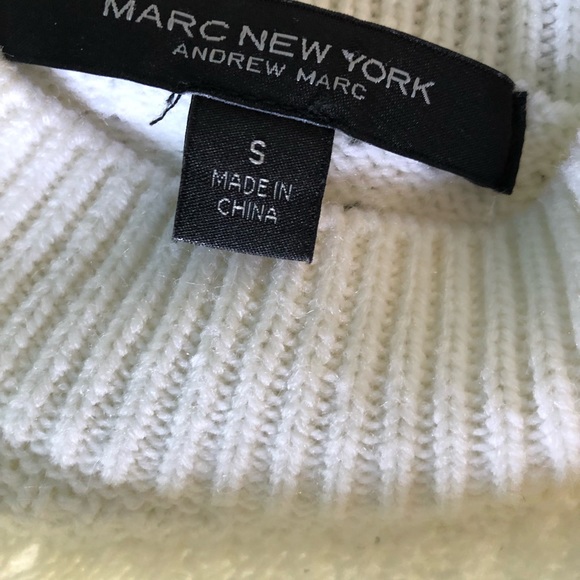 MARC NEW YORK
ANDREW MARC
S
MADE IN
CHINA